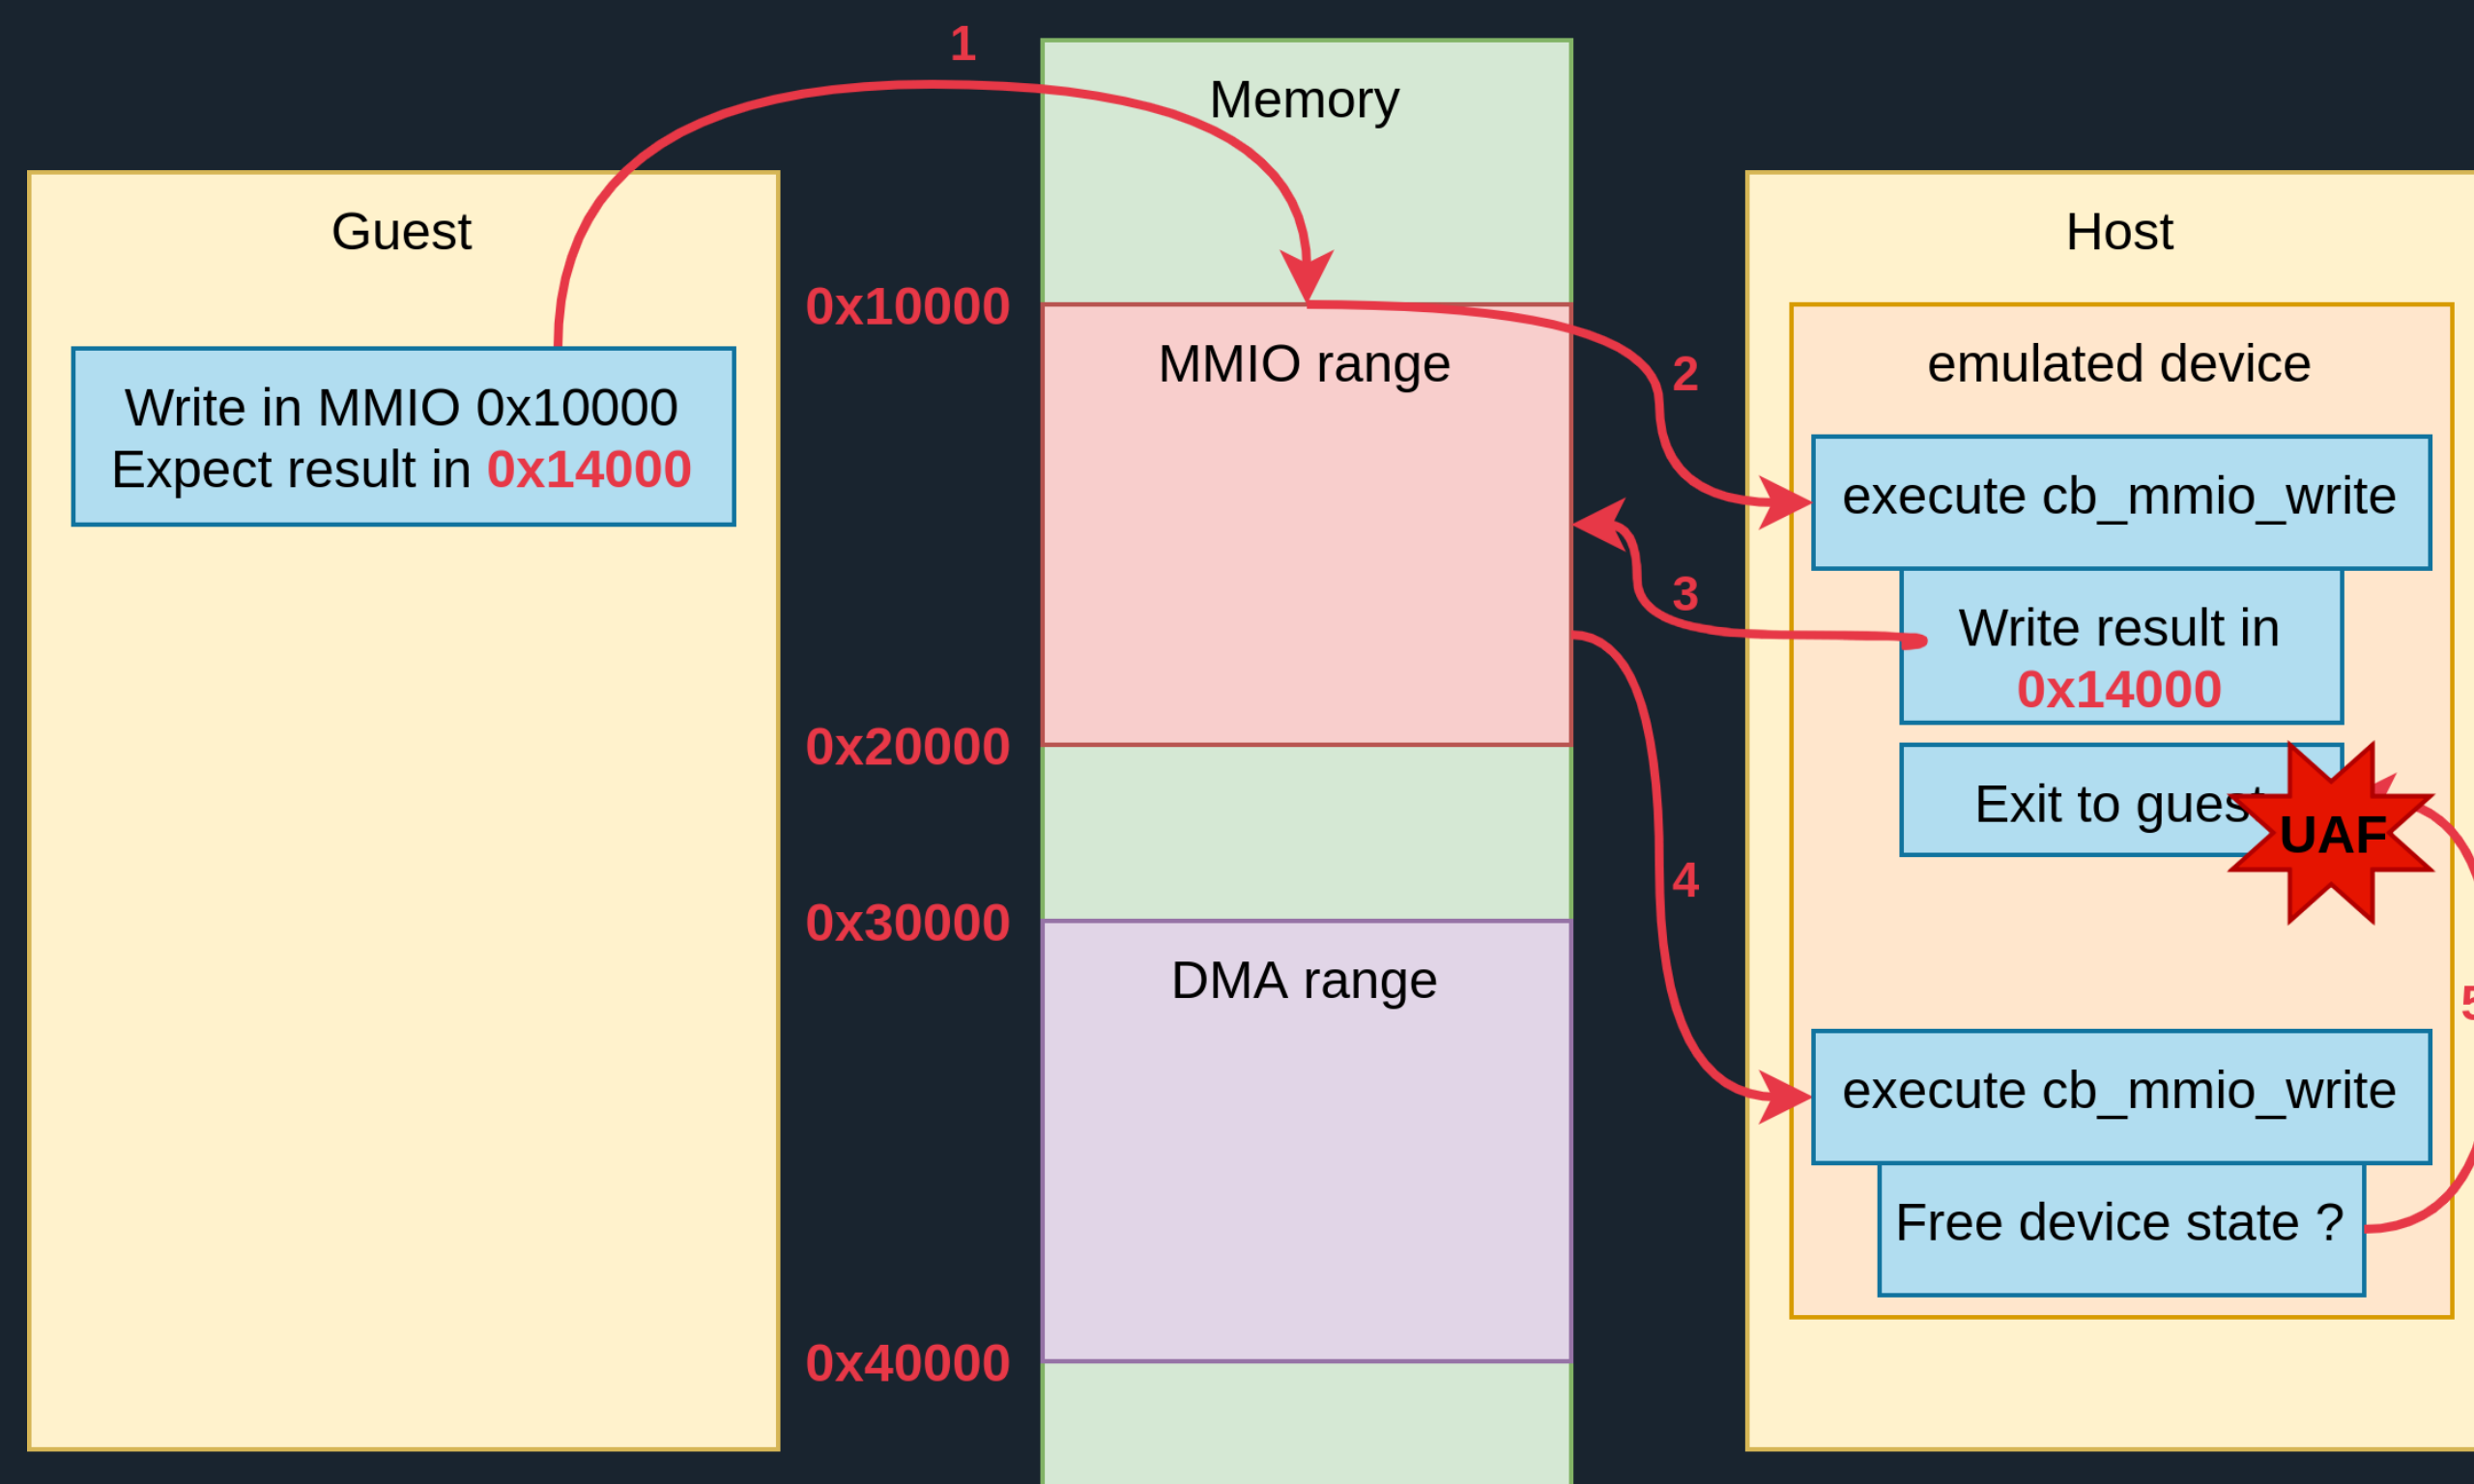 1
Memory
Guest
Host
0x10000
Write in MMIO 0x10000
Expect result in 0x14000
MMIO range
emulated device
2
execute cb_mmio_write
3
Write result in
0x14000
0x20000
Exit to guest
UAF
4
0x30000
DMA range
5
execute cb_mmio_write
Free device state ?
0x40000